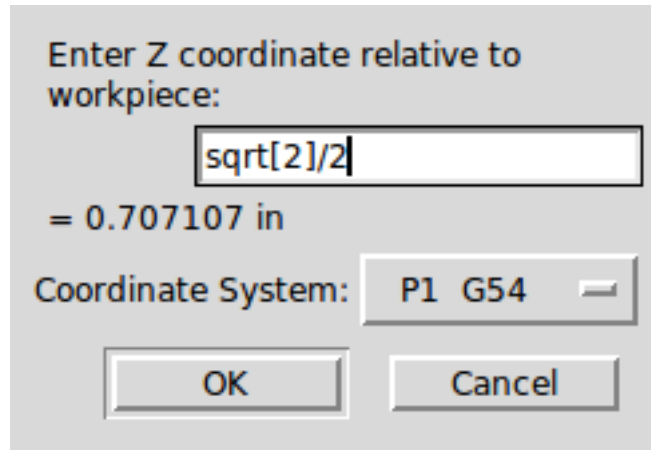 Enter Z coordinate relative to
workpiece:
sqrt[2]/2
= 0.707107 in
Coordinate System: P1 G54
OK Cancel